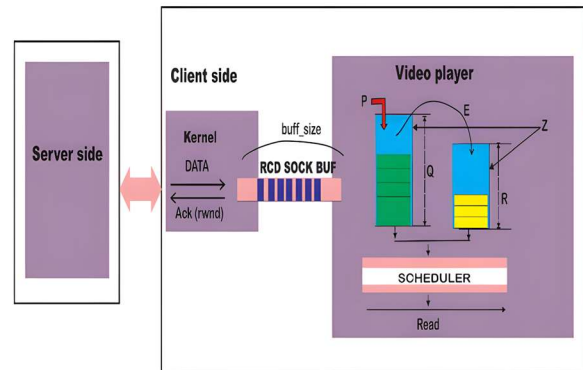 Client side
Video player
P
E
buff_size
Z
Kernel
Server side
DATA
RCD SOCK BUF
Q
R
Ack (rwnd)
SCHEDULER
Read